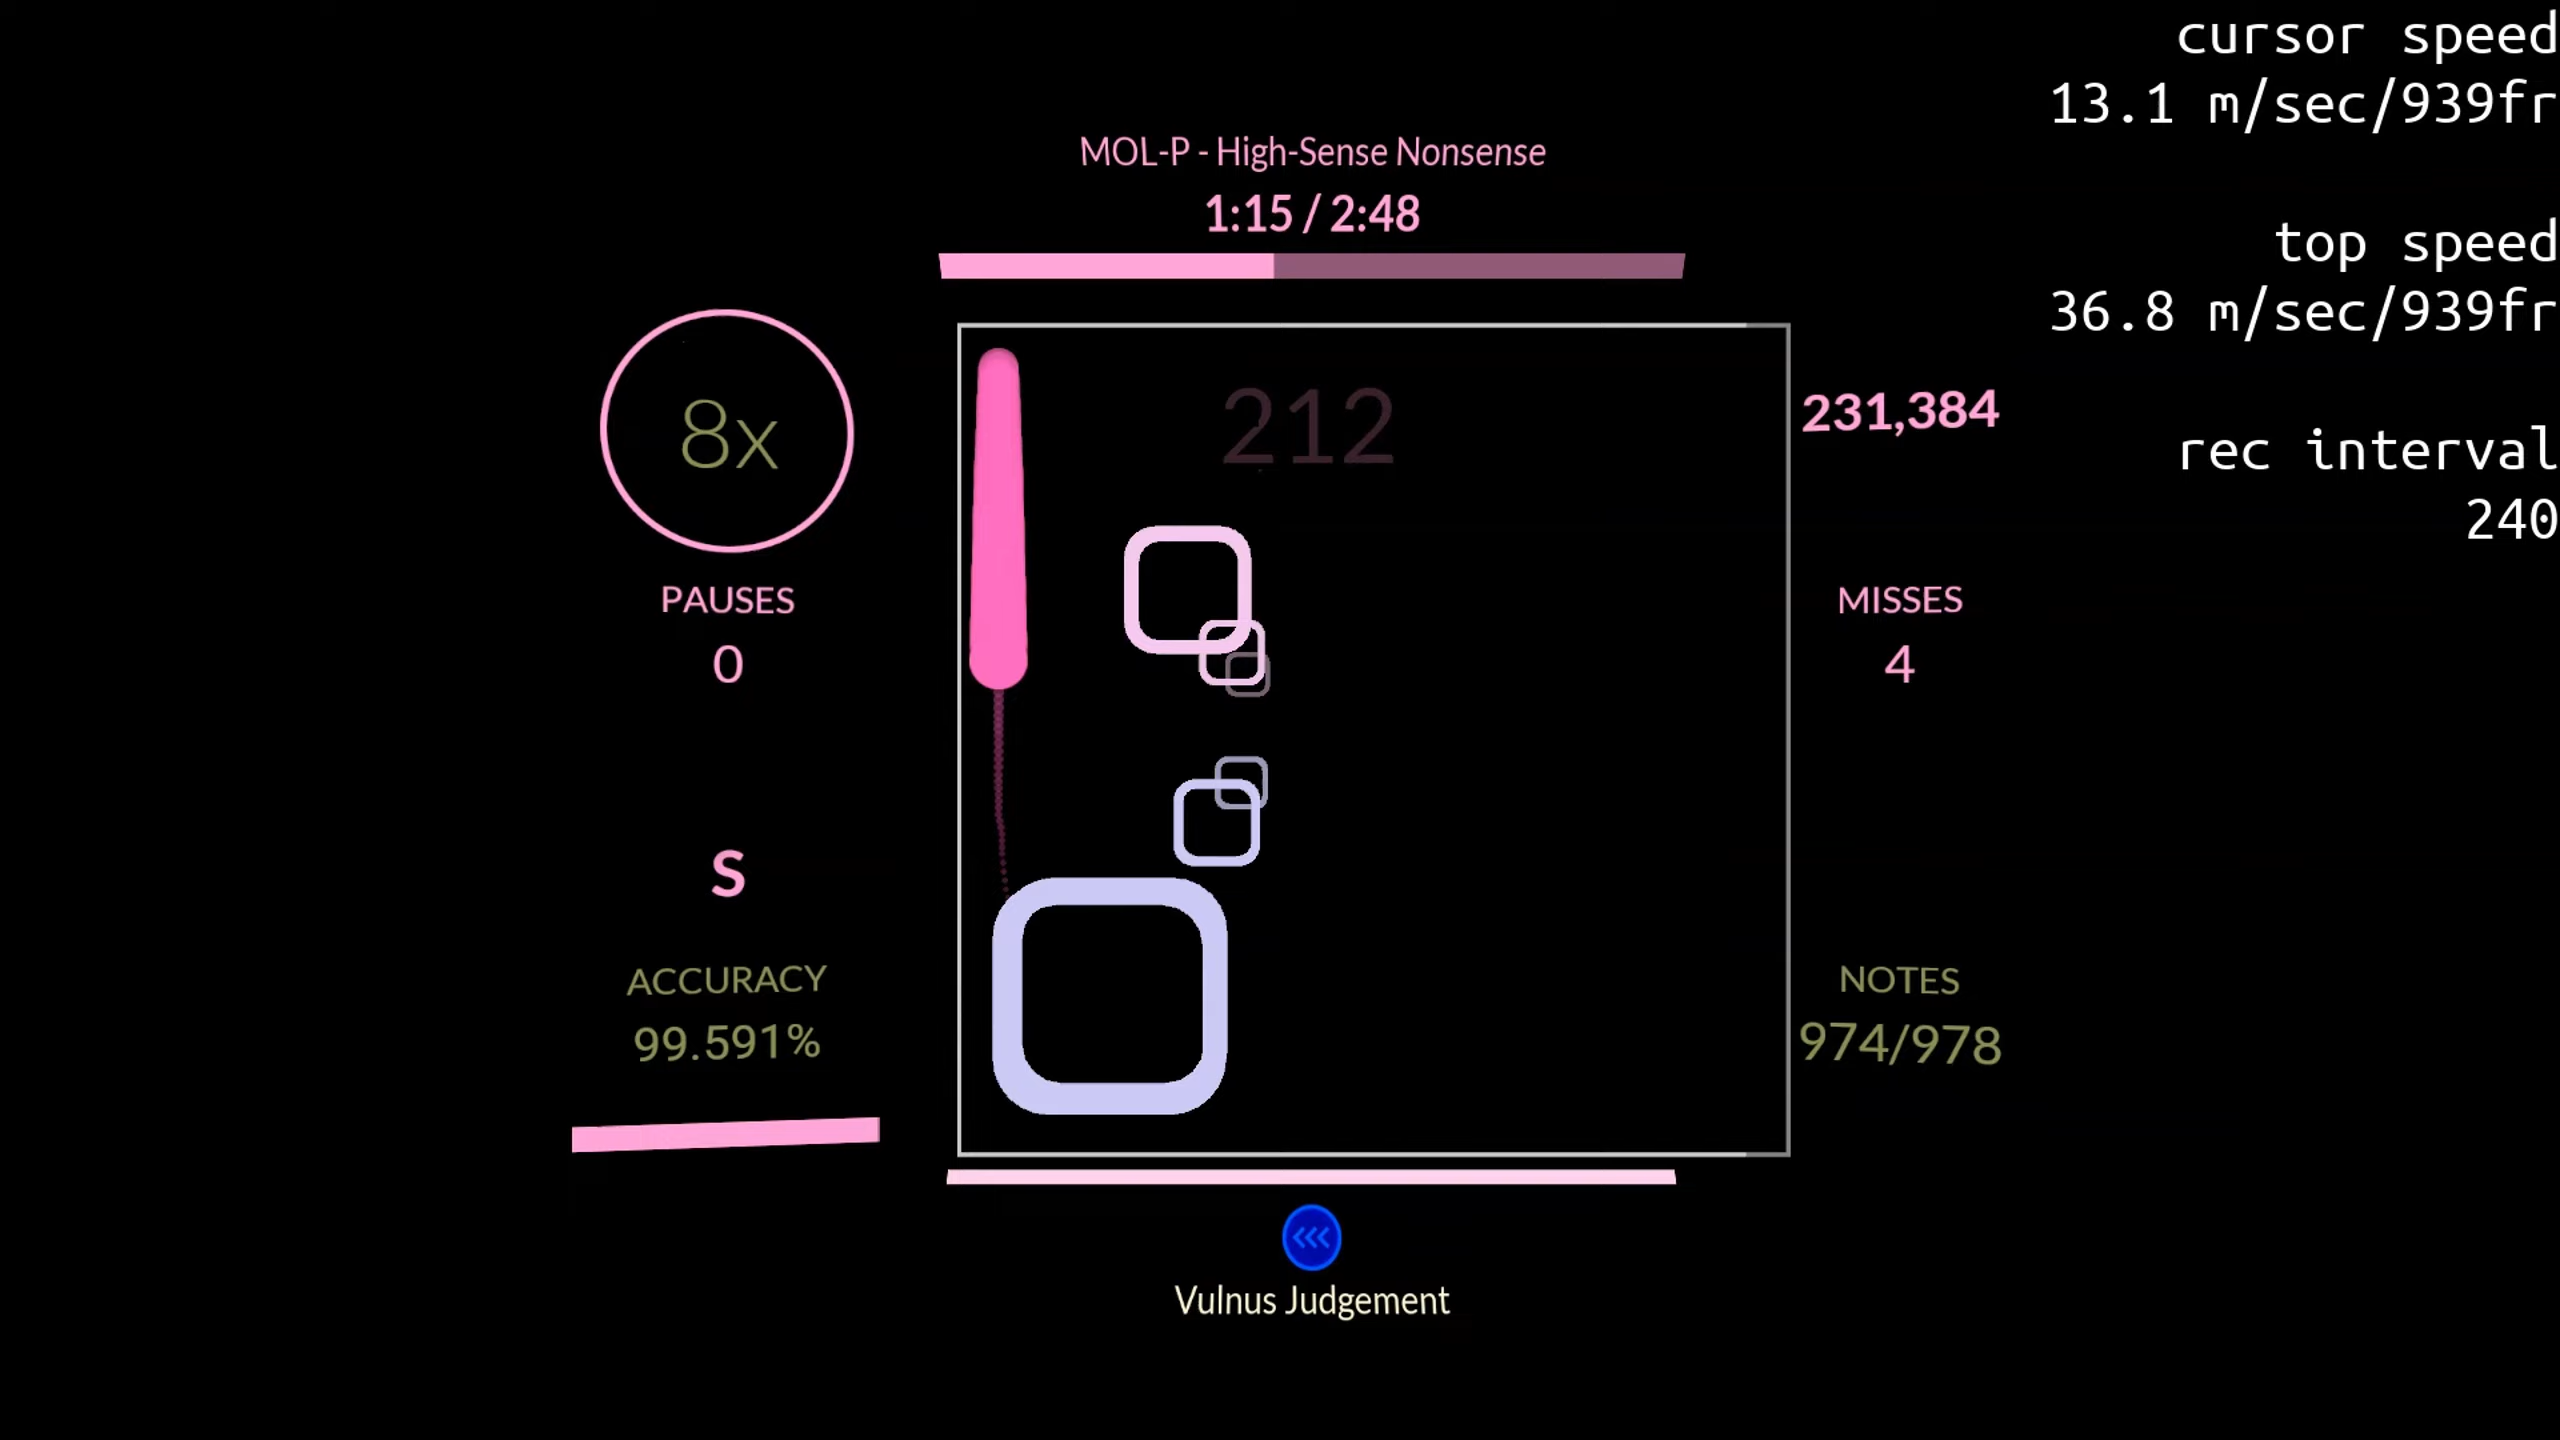 cursor speed
13.1 m/sec/939fr
top speed
36.8 m/sec/939fr
rec interval
240
MOL-P - High-Sense Nonsense
1:15 / 2:48
8x
212
231,384
PAUSES
0
MISSES
4
S
ACCURACY
99.591%
NOTES
974/978
Vulnus Judgement